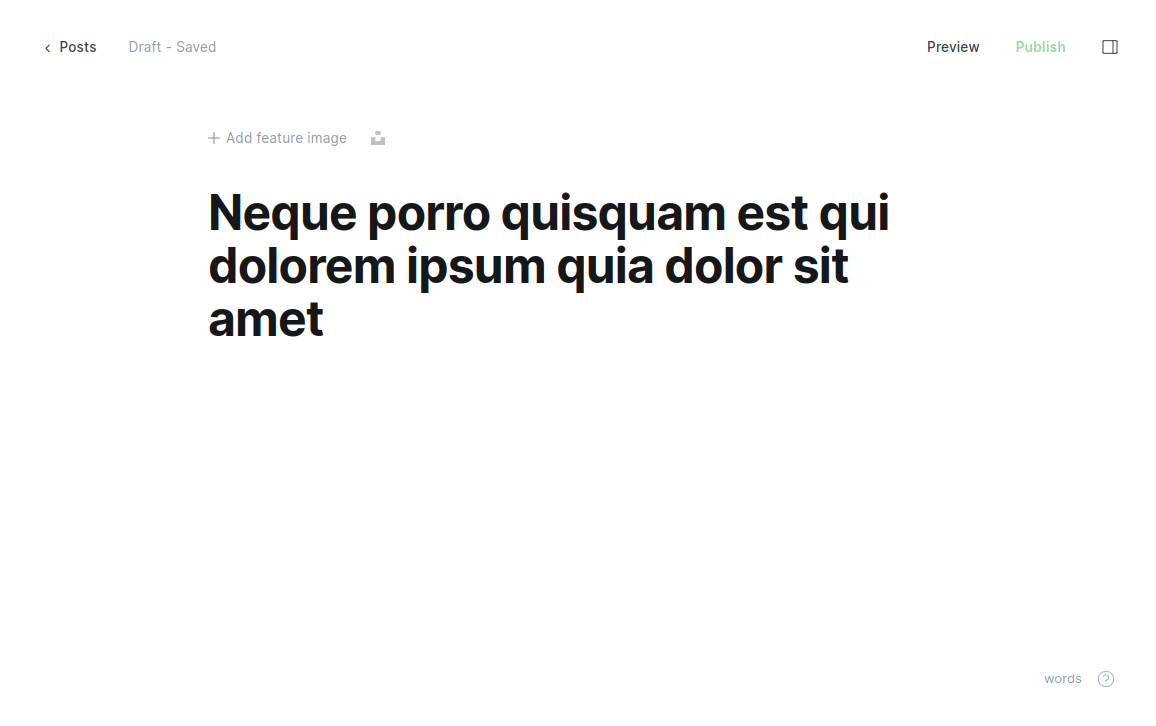 Posts
Draft - Saved
Preview
Publish
Add feature image
Neque porro quisquam est qui
dolorem ipsum quia dolor sit
amet
words